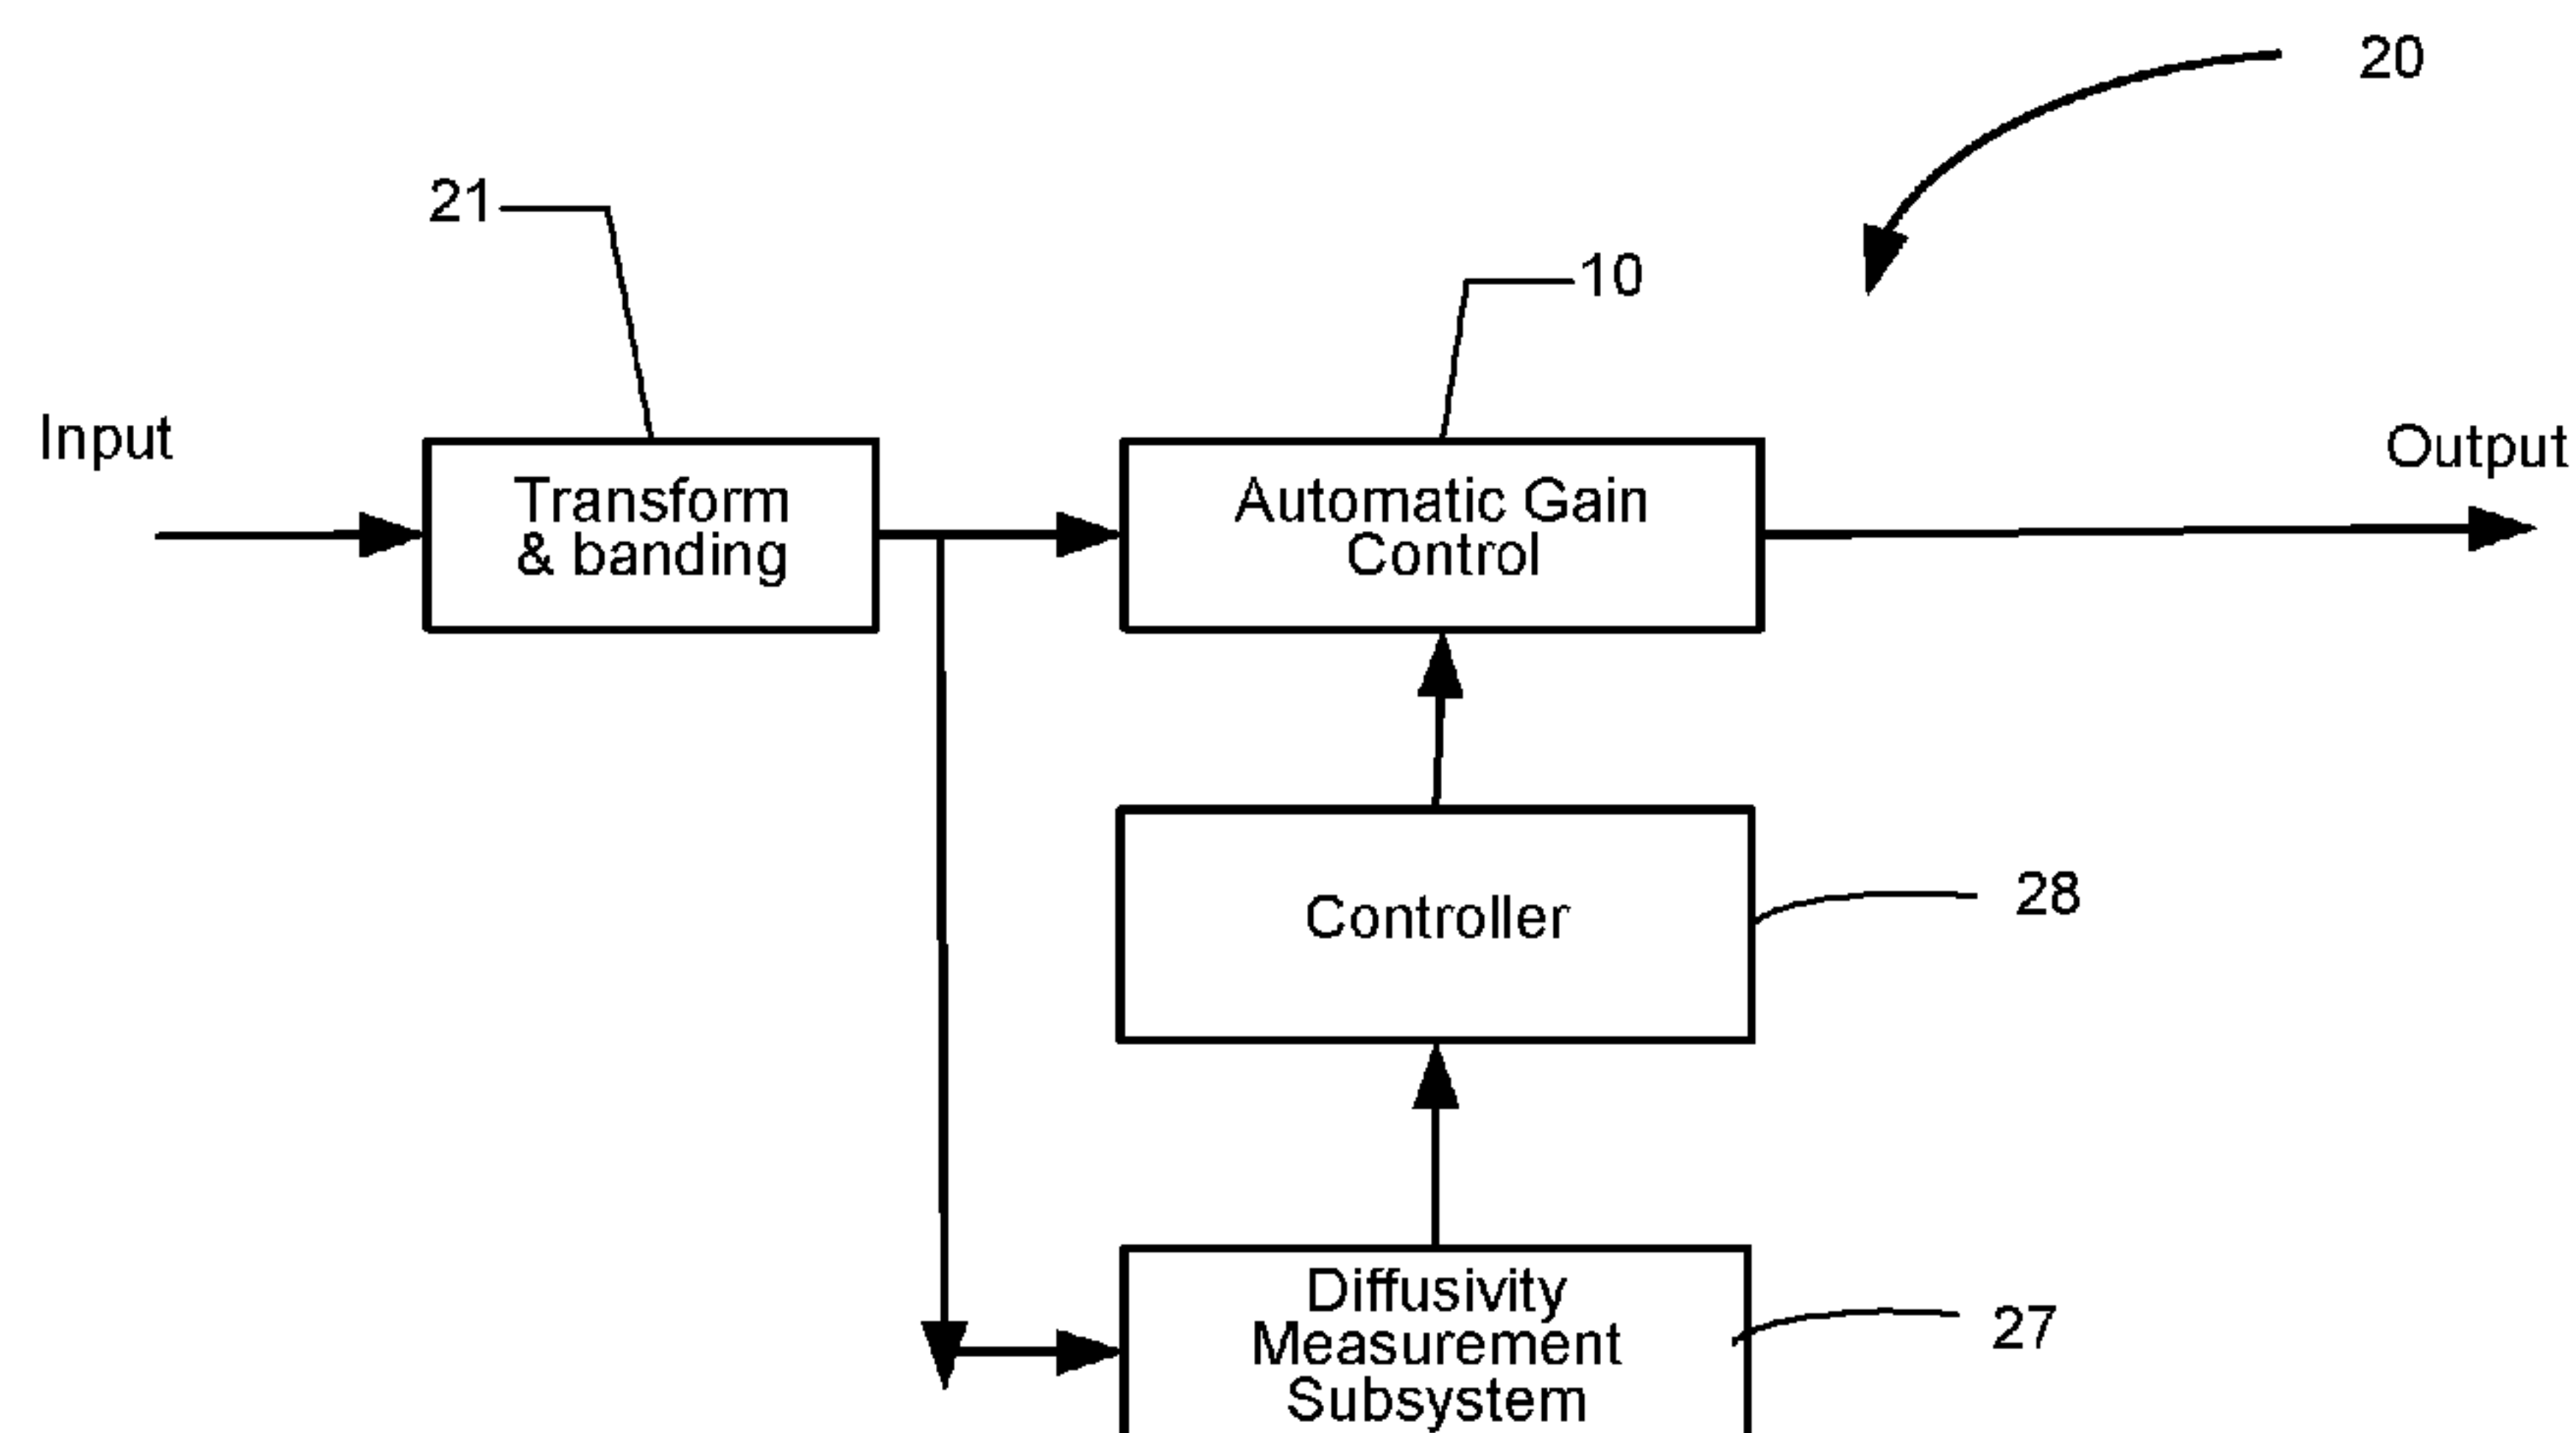 20
21
10
Input
Output
Transform
& banding
Automatic Gain
Control
Controller
28
Diffusivity
Measurement
Subsystem
27